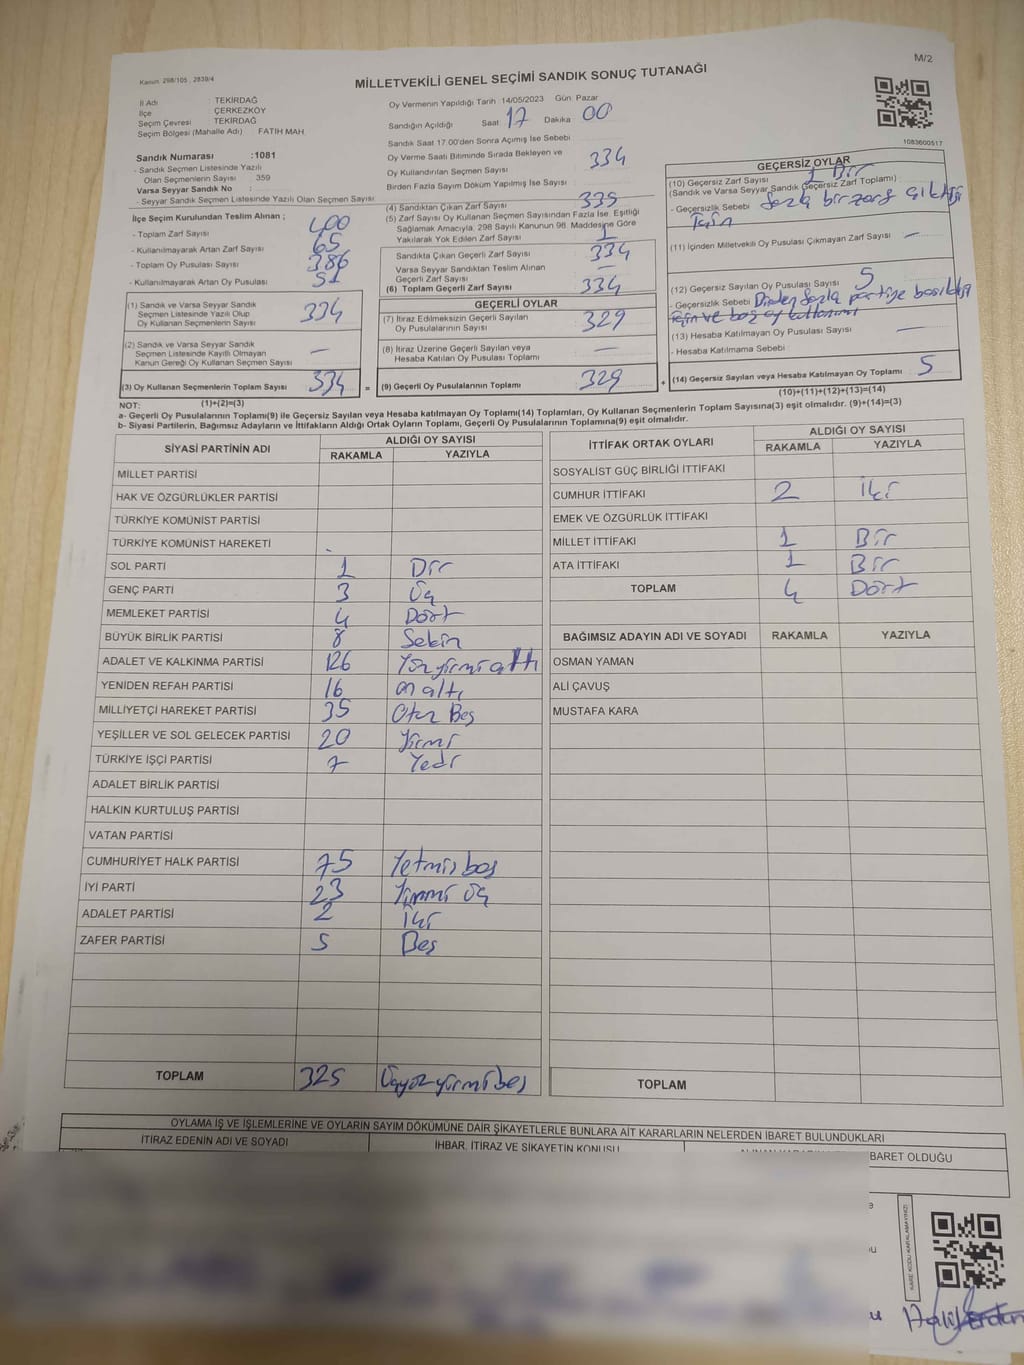 Kanun: 298/105 , 2839/4
M/2
MİLLETVEKİLİ GENEL SEÇİMİ SANDIK SONUÇ TUTANAĞI
İl Adı : TEKİRDAĞ
İlçe : ÇERKEZKÖY
Seçim Çevresi : TEKİRDAĞ
Seçim Bölgesi (Mahalle Adı) : FATIH MAH.
Sandık Numarası :1081
- Sandık Seçmen Listesinde Yazılı
Olan Seçmenlerin Sayısı : 359
Varsa Seyyar Sandık No :
- Seyyar Sandık Seçmen Listesinde Yazılı Olan Seçmen Sayısı :
İlçe Seçim Kurulundan Teslim Alınan ;
- Toplam Zarf Sayısı : 400
- Kullanılmayarak Artan Zarf Sayısı : 65
- Toplam Oy Pusulası Sayısı : 386
- Kullanılmayarak Artan Oy Pusulası : 51
(1) Sandık ve Varsa Seyyar Sandık
Seçmen Listesinde Yazılı Olup
Oy Kullanan Seçmenlerin Sayısı 334
(2) Sandık ve Varsa Seyyar Sandık
Seçmen Listesinde Kayıtlı Olmayan
Kanun Gereği Oy Kullanan Seçmen Sayısı —
(3) Oy Kullanan Seçmenlerin Toplam Sayısı 334 =
(1)+(2)=(3)
Oy Vermenin Yapıldığı Tarih :14/05/2023 Gün: Pazar
Sandığın Açıldığı Saat : 17 Dakika : 00
Sandık Saat 17.00'den Sonra Açımış İse Sebebi :
Oy Verme Saati Bitiminde Sırada Bekleyen ve
Oy Kullandırılan Seçmen Sayısı : 334
Birden Fazla Sayım Döküm Yapılmış İse Sayısı :
(4) Sandıktan Çıkan Zarf Sayısı : 335
(5) Zarf Sayısı Oy Kullanan Seçmen Sayısından Fazla İse, Eşitliği
Sağlamak Amacıyla, 298 Sayılı Kanunun 98. Maddesine Göre
Yakılarak Yok Edilen Zarf Sayısı : 1
Sandıkta Çıkan Geçerli Zarf Sayısı : 334
Varsa Seyyar Sandıktan Teslim Alınan
Geçerli Zarf Sayısı : —
(6) Toplam Geçerli Zarf Sayısı : 334
GEÇERLİ OYLAR
(7) İtiraz Edilmeksizin Geçerli Sayılan
Oy Pusulalarının Sayısı : 329
(8) İtiraz Üzerine Geçerli Sayılan veya
Hesaba Katılan Oy Pusulası Toplamı : —
(9) Geçerli Oy Pusulalarının Toplamı : 329 +
1083600517
GEÇERSİZ OYLAR
(10) Geçersiz Zarf Sayısı : 1 Bir
(Sandık ve Varsa Seyyar Sandık Geçersiz Zarf Toplamı)
- Geçersizlik Sebebi : fazla bir zarf çıktığı
için
(11) İçinden Milletvekili Oy Pusulası Çıkmayan Zarf Sayısı : —
(12) Geçersiz Sayılan Oy Pusulası Sayısı : 5
- Geçersizlik Sebebi : Birden fazla partiye basıldığı
için ve boş oy kullanımı
(13) Hesaba Katılmayan Oy Pusulası Sayısı : —
- Hesaba Katılmama Sebebi :
(14) Geçersiz Sayılan veya Hesaba Katılmayan Oy Toplamı : 5
(10)+(11)+(12)+(13)=(14)
NOT:
a- Geçerli Oy Pusulalarının Toplamı(9) ile Geçersiz Sayılan veya Hesaba katılmayan Oy Toplamı(14) Toplamları, Oy Kullanan Seçmenlerin Toplam Sayısına(3) eşit olmalıdır. (9)+(14)=(3)
b- Siyasi Partilerin, Bağımsız Adayların ve İttifakların Aldığı Ortak Oyların Toplamı, Geçerli Oy Pusulalarının Toplamına(9) eşit olmalıdır.
SİYASİ PARTİNİN ADI ALDIĞI OY SAYISI
RAKAMLA YAZIYLA
MİLLET PARTİSİ
HAK VE ÖZGÜRLÜKLER PARTİSİ
TÜRKİYE KOMÜNİST PARTİSİ
TÜRKİYE KOMÜNİST HAREKETİ
SOL PARTİ 1 Bir
GENÇ PARTİ 3 Üç
MEMLEKET PARTİSİ 4 Dört
BÜYÜK BİRLİK PARTİSİ 8 Sekiz
ADALET VE KALKINMA PARTİSİ 126 Yüz yirmi altı
YENİDEN REFAH PARTİSİ 16 on altı
MİLLİYETÇİ HAREKET PARTİSİ 35 Otuz Beş
YEŞİLLER VE SOL GELECEK PARTİSİ 20 Yirmi
TÜRKİYE İŞÇİ PARTİSİ 7 Yedi
ADALET BİRLİK PARTİSİ
HALKIN KURTULUŞ PARTİSİ
VATAN PARTİSİ
CUMHURİYET HALK PARTİSİ 75 Yetmiş beş
İYİ PARTİ 23 Yirmi üç
ADALET PARTİSİ 2 İki
ZAFER PARTİSİ 5 Beş
TOPLAM 325 Üçyüz yirmi beş
İTTİFAK ORTAK OYLARI ALDIĞI OY SAYISI
RAKAMLA YAZIYLA
SOSYALIST GÜÇ BİRLİĞİ İTTİFAKI
CUMHUR İTTİFAKI 2 İki
EMEK VE ÖZGÜRLÜK İTTİFAKI
MİLLET İTTİFAKI 1 Bir
ATA İTTİFAKI 1 Bir
TOPLAM 4 Dört
BAĞIMSIZ ADAYIN ADI VE SOYADI RAKAMLA YAZIYLA
OSMAN YAMAN
ALİ ÇAVUŞ
MUSTAFA KARA
TOPLAM
OYLAMA İŞ VE İŞLEMLERİNE VE OYLARIN SAYIM DÖKÜMÜNE DAİR ŞİKAYETLERLE BUNLARA AİT KARARLARIN NELERDEN İBARET BULUNDUKLARI
İTİRAZ EDENİN ADI VE SOYADI
İHBAR, İTİRAZ VE ŞİKAYETİN KONUSU
İBARET OLDUĞU